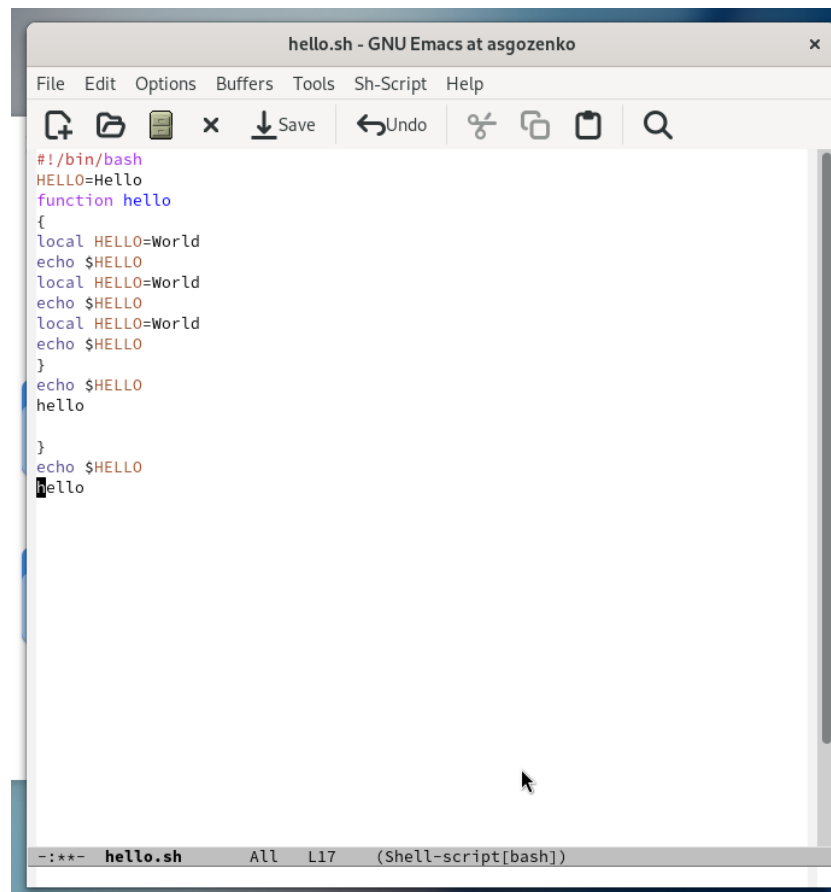 hello.sh - GNU Emacs at asgozenko
File Edit Options Buffers Tools Sh-Script Help
Save Undo
#!/bin/bash
HELLO=Hello
function hello
{
local HELLO=World
echo $HELLO
local HELLO=World
echo $HELLO
local HELLO=World
echo $HELLO
}
echo $HELLO
hello
}
echo $HELLO
hello
-:**- hello.sh All L17 (Shell-script[bash])